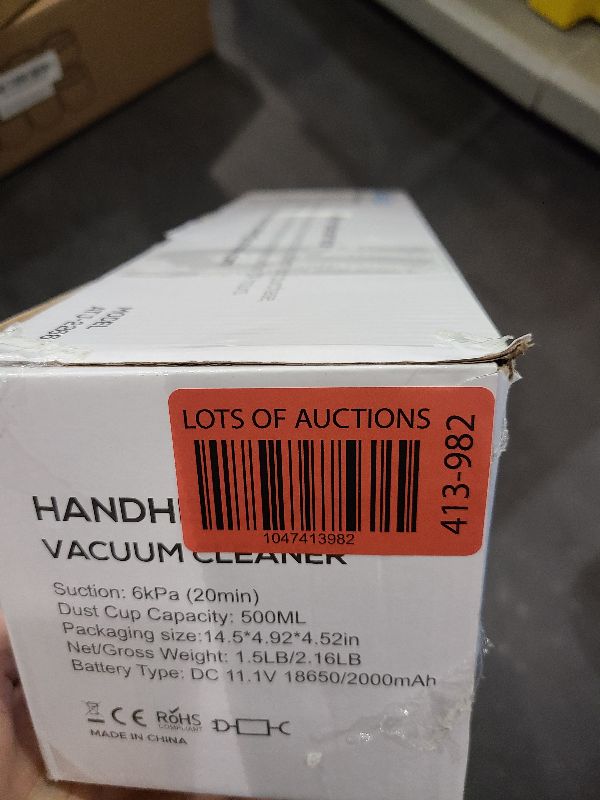 MODEL
LOTS OF AUCTIONS
413-982
1047413982
HANDH
VACUUM CLEANER
Suction: 6kPa (20min)
Dust Cup Capacity: 500ML
Packaging size:14.5*4.92*4.52in
Net/Gross Weight: 1.5LB/2.16LB
Battery Type: DC 11.1V 18650/2000mAh
CE RoHS
COMPLIANT
MADE IN CHINA